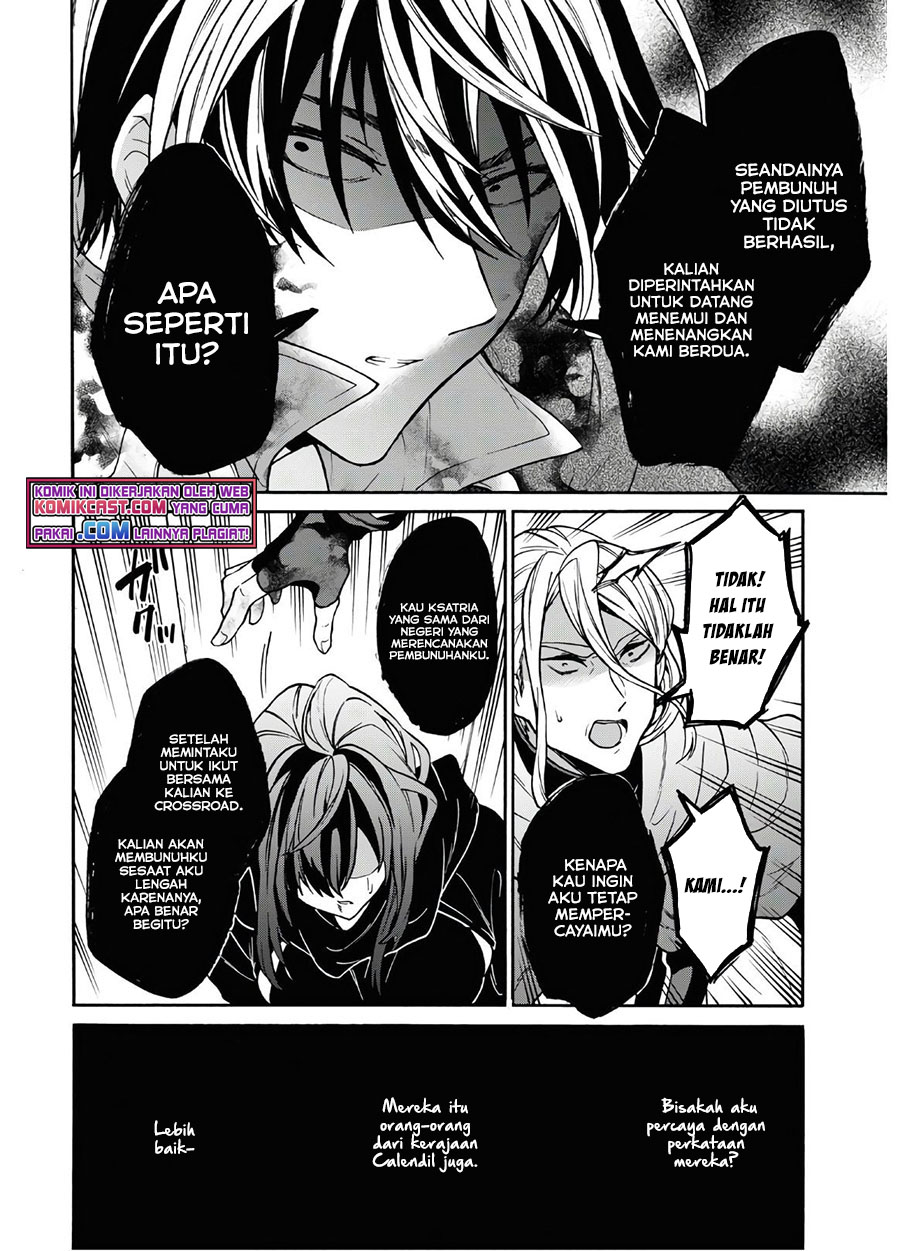 SEANDAINYA
PEMBUNUH
YANG DIUTUS
TIDAK
BERHASIL,
KALIAN
DIPERINTAHKAN
UNTUK DATANG
MENEMUI DAN
MENENANGKAN
KAMI BERDUA.
APA
SEPERTI
ITU?
KOMIK INI DIKERJAKAN OLEH WEB
KOMIKCAST.COM YANG CUMA
PAKAI .COM LAINNYA PLAGIAT!
TIDAK!
HAL ITU
TIDAKLAH
BENAR!
KAMI...!
KENAPA
KAU INGIN
AKU TETAP
MEMPER-
CAYAIMU?
KAU KSATRIA
YANG SAMA DARI
NEGERI YANG
MERENCANAKAN
PEMBUNUHANKU.
SETELAH
MEMINTAKU
UNTUK IKUT
BERSAMA
KALIAN KE
CROSSROAD.
KALIAN AKAN
MEMBUNUHKU
SESAAT AKU
LENGAH
KARENANYA,
APA BENAR
BEGITU?
Bisakah aku
percaya dengan
perkataan
mereka?
Mereka itu
orang-orang
dari kerajaan
Calendil juga.
Lebih
baik-